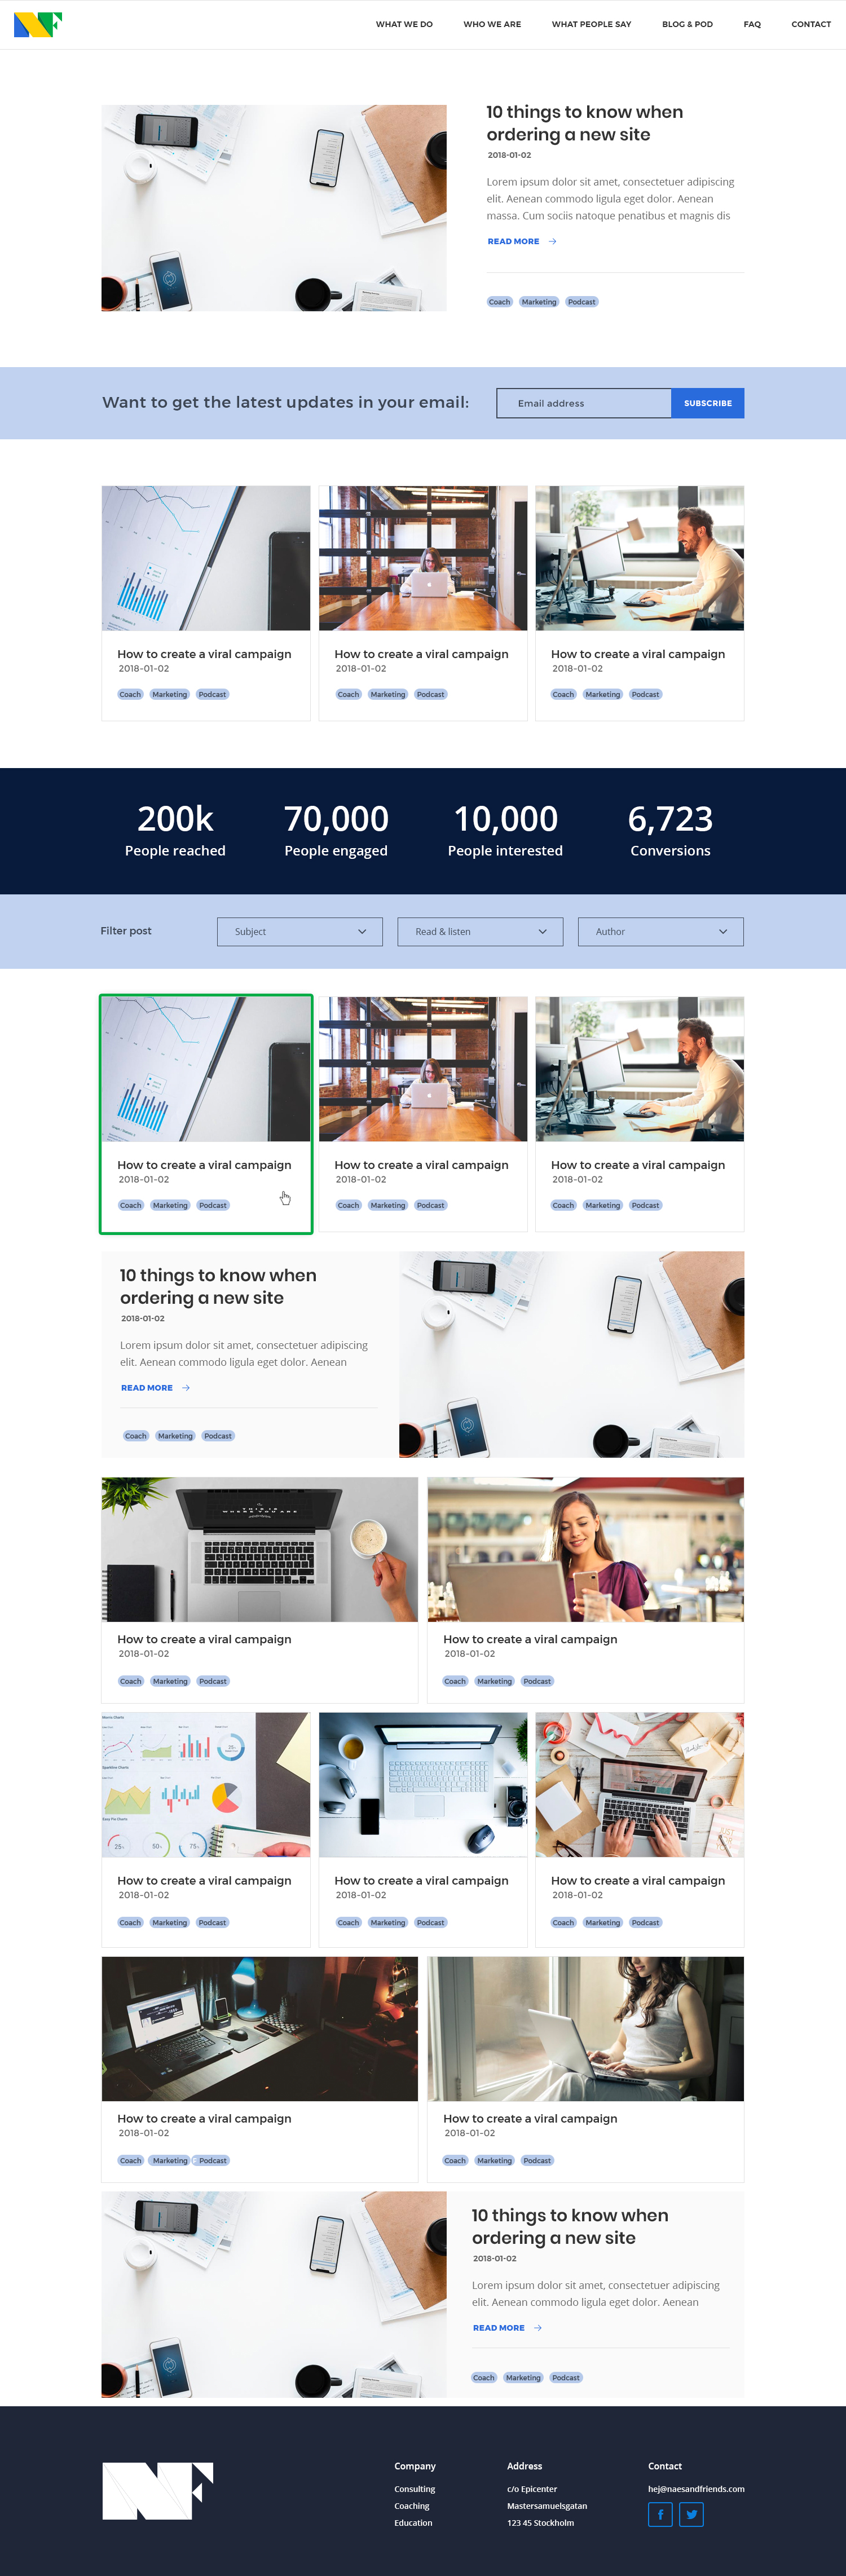 WHAT WE DO WHO WE ARE WHAT PEOPLE SAY BLOG & POD FAQ CONTACT
10 things to know when
ordering a new site
2018-01-02
Lorem ipsum dolor sit amet, consectetuer adipiscing
elit. Aenean commodo ligula eget dolor. Aenean
massa. Cum sociis natoque penatibus et magnis dis
READ MORE
Coach Marketing Podcast
Want to get the latest updates in your email:
Email address
SUBSCRIBE
How to create a viral campaign
2018-01-02
Coach Marketing Podcast
How to create a viral campaign
2018-01-02
Coach Marketing Podcast
How to create a viral campaign
2018-01-02
Coach Marketing Podcast
200k
People reached
70,000
People engaged
10,000
People interested
6,723
Conversions
Filter post
Subject
Read & listen
Author
How to create a viral campaign
2018-01-02
Coach Marketing Podcast
How to create a viral campaign
2018-01-02
Coach Marketing Podcast
How to create a viral campaign
2018-01-02
Coach Marketing Podcast
10 things to know when
ordering a new site
2018-01-02
Lorem ipsum dolor sit amet, consectetuer adipiscing
elit. Aenean commodo ligula eget dolor. Aenean
READ MORE
Coach Marketing Podcast
How to create a viral campaign
2018-01-02
Coach Marketing Podcast
How to create a viral campaign
2018-01-02
Coach Marketing Podcast
25%
50%
75%
How to create a viral campaign
2018-01-02
Coach Marketing Podcast
How to create a viral campaign
2018-01-02
Coach Marketing Podcast
How to create a viral campaign
2018-01-02
Coach Marketing Podcast
How to create a viral campaign
2018-01-02
Coach Marketing Podcast
How to create a viral campaign
2018-01-02
Coach Marketing Podcast
10 things to know when
ordering a new site
2018-01-02
Lorem ipsum dolor sit amet, consectetuer adipiscing
elit. Aenean commodo ligula eget dolor. Aenean
READ MORE
Coach Marketing Podcast
NF
Company
Consulting
Coaching
Education
Address
c/o Epicenter
Mastersamuelsgatan
123 45 Stockholm
Contact
hej@naesandfriends.com